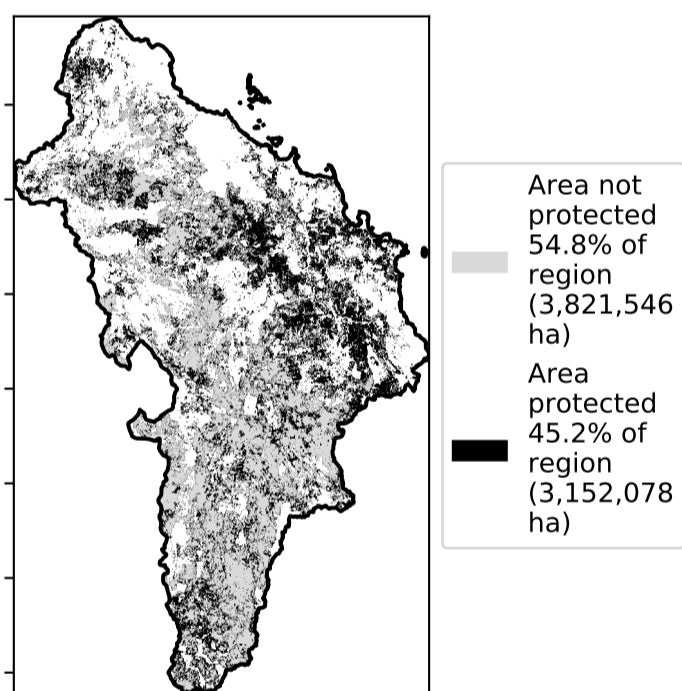 Area not
protected
54.8% of
region
(3,821,546
ha)
Area
protected
45.2% of
region
(3,152,078
ha)